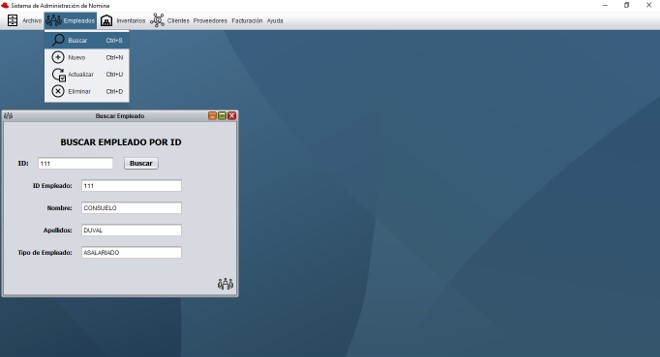 Sistema de Administración de Nomina
Archivo Empleados Inventarios Clientes Proveedores Facturación Ayuda
Buscar Ctrl+S
Nuevo Ctrl+N
Actualizar Ctrl+U
Eliminar Ctrl+D
Buscar Empleado
BUSCAR EMPLEADO POR ID
ID: 111 Buscar
ID Empleado: 111
Nombre: CONSUELO
Apellidos: DUVAL
Tipo de Empleado: ASALARIADO